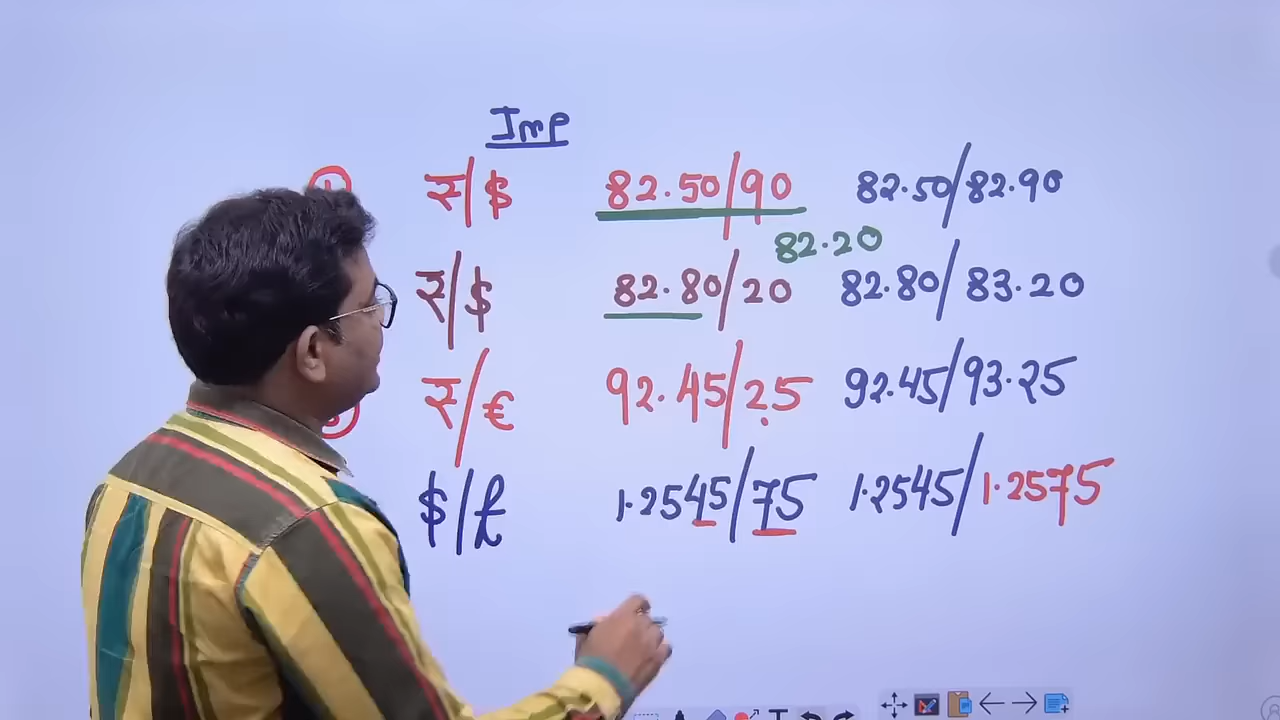 Imp
₹/$ 82.50/90 82.50/82.90
82.20
₹/$ 82.80/20 82.80/83.20
₹/€ 92.45/25 92.45/93.25
$/£ 1.2545/75 1.2545/1.2575